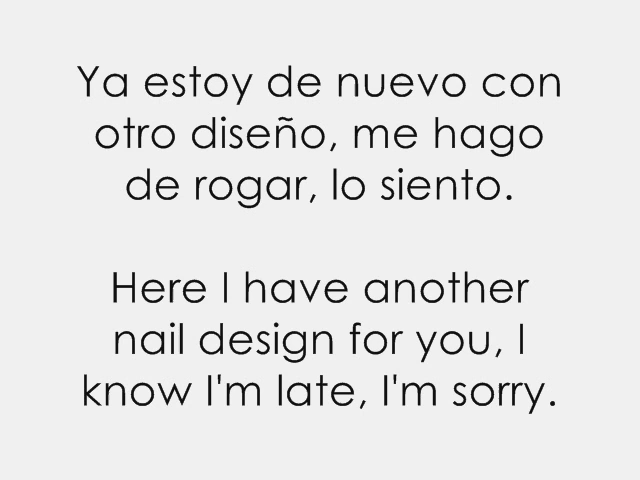 Ya estoy de nuevo con
otro diseño, me hago
de rogar, lo siento.
Here I have another
nail design for you, I
know I'm late, I'm sorry.